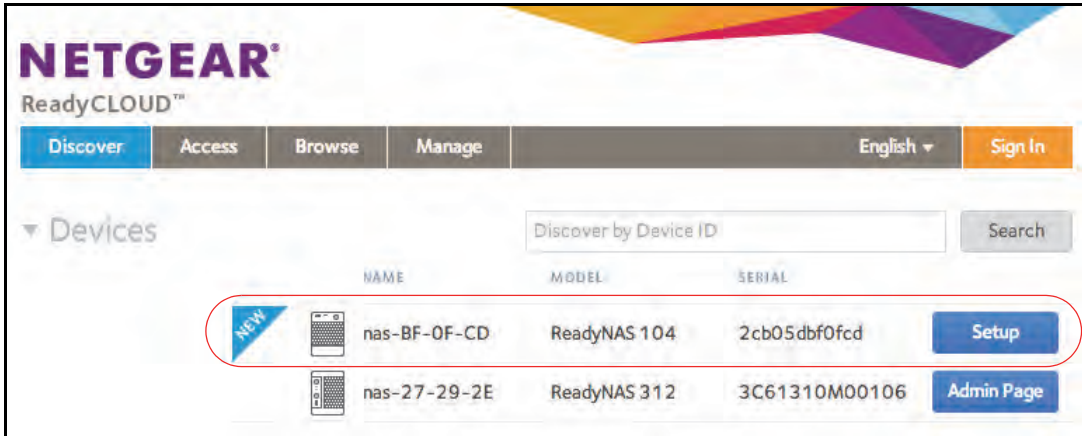 NETGEAR®
ReadyCLOUD™
Discover Access Browse Manage English Sign In
Devices Discover by Device ID Search
NAME MODEL SERIAL
NEW nas-BF-0F-CD ReadyNAS 104 2cb05dbf0fcd Setup
nas-27-29-2E ReadyNAS 312 3C61310M00106 Admin Page